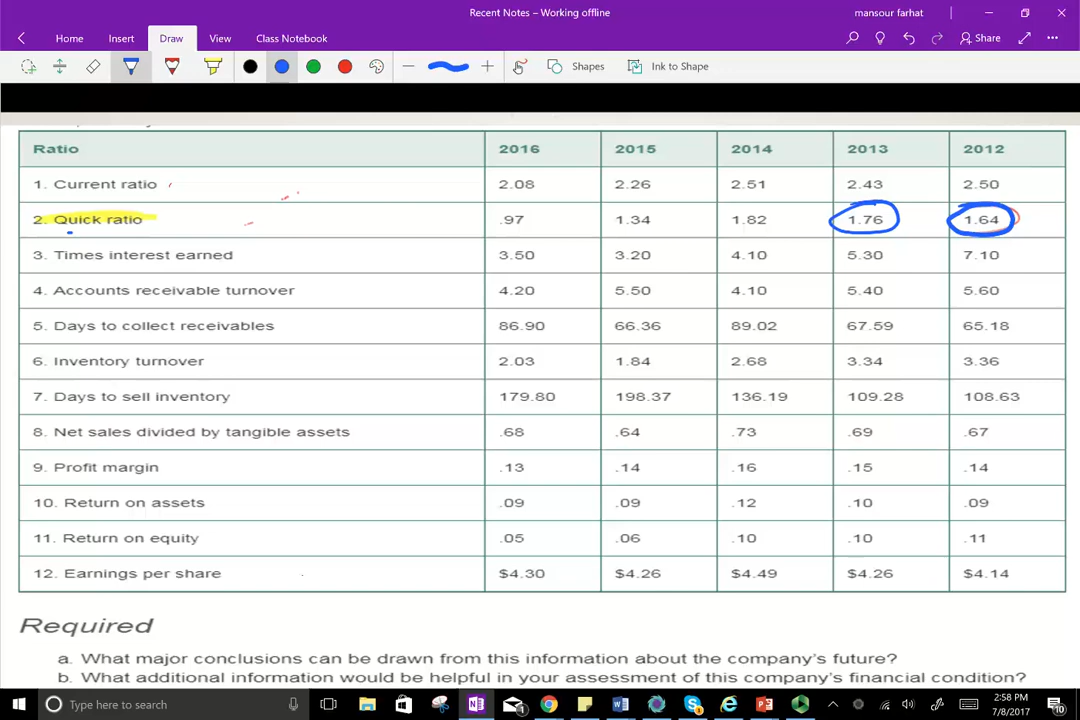 Recent Notes – Working offline
mansour farhat
Home Insert Draw View Class Notebook
Share
Shapes Ink to Shape
Ratio 2016 2015 2014 2013 2012
1. Current ratio 2.08 2.26 2.51 2.43 2.50
2. Quick ratio .97 1.34 1.82 1.76 1.64
3. Times interest earned 3.50 3.20 4.10 5.30 7.10
4. Accounts receivable turnover 4.20 5.50 4.10 5.40 5.60
5. Days to collect receivables 86.90 66.36 89.02 67.59 65.18
6. Inventory turnover 2.03 1.84 2.68 3.34 3.36
7. Days to sell inventory 179.80 198.37 136.19 109.28 108.63
8. Net sales divided by tangible assets .68 .64 .73 .69 .67
9. Profit margin .13 .14 .16 .15 .14
10. Return on assets .09 .09 .12 .10 .09
11. Return on equity .05 .06 .10 .10 .11
12. Earnings per share $4.30 $4.26 $4.49 $4.26 $4.14
Required
a. What major conclusions can be drawn from this information about the company's future?
b. What additional information would be helpful in your assessment of this company's financial condition?
Type here to search
2:58 PM
7/8/2017
10